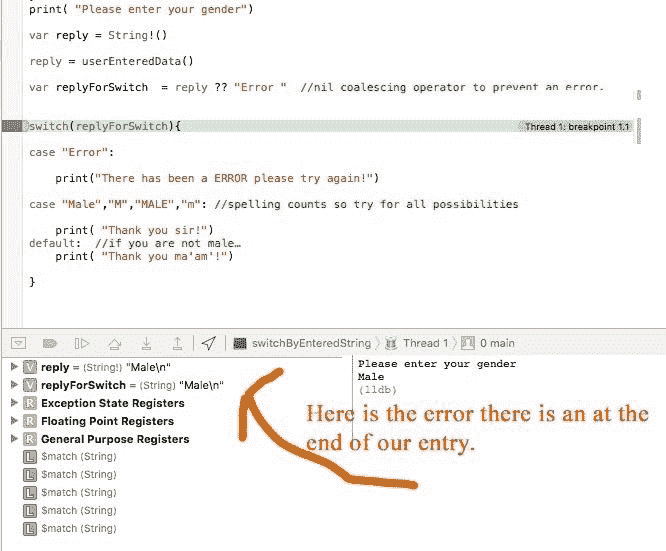 print( "Please enter your gender")
var reply = String!()
reply = userEnteredData()
var replyForSwitch  = reply ?? "Error "  //nil coalescing operator to prevent an error.
switch(replyForSwitch){
Thread 1: breakpoint 1.1
case "Error":
print("There has been a ERROR please try again!")
case "Male","M","MALE","m": //spelling counts so try for all possibilities
print( "Thank you sir!")
default:  //if you are not male…
print( "Thank you ma'am'!")
}
switchByEnteredString
Thread 1
0 main
V reply = (String!) "Male\n"
V replyForSwitch = (String) "Male\n"
R Exception State Registers
R Floating Point Registers
R General Purpose Registers
L $match (String)
L $match (String)
L $match (String)
L $match (String)
L $match (String)
Please enter your gender
Male
(lldb)
Here is the error there is an at the
end of our entry.